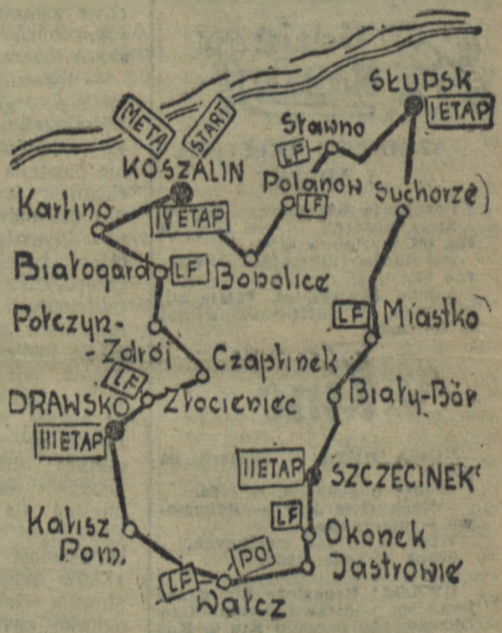 SŁUPSK
I ETAP
META
START
Sławno
LF
KOSZALIN
Polanów
LF
Suchorze
Karlino
IV ETAP
Białogard
LF
Bobolice
LF
Miastko
Połczyn-
-Zdrój
Czaplinek
LF
DRAWSKO
Złocieniec
Biały-Bór
III ETAP
II ETAP
SZCZECINEK
LF
Kalisz
Pom.
Okonek
PO
LF
Jastrowie
Wałcz